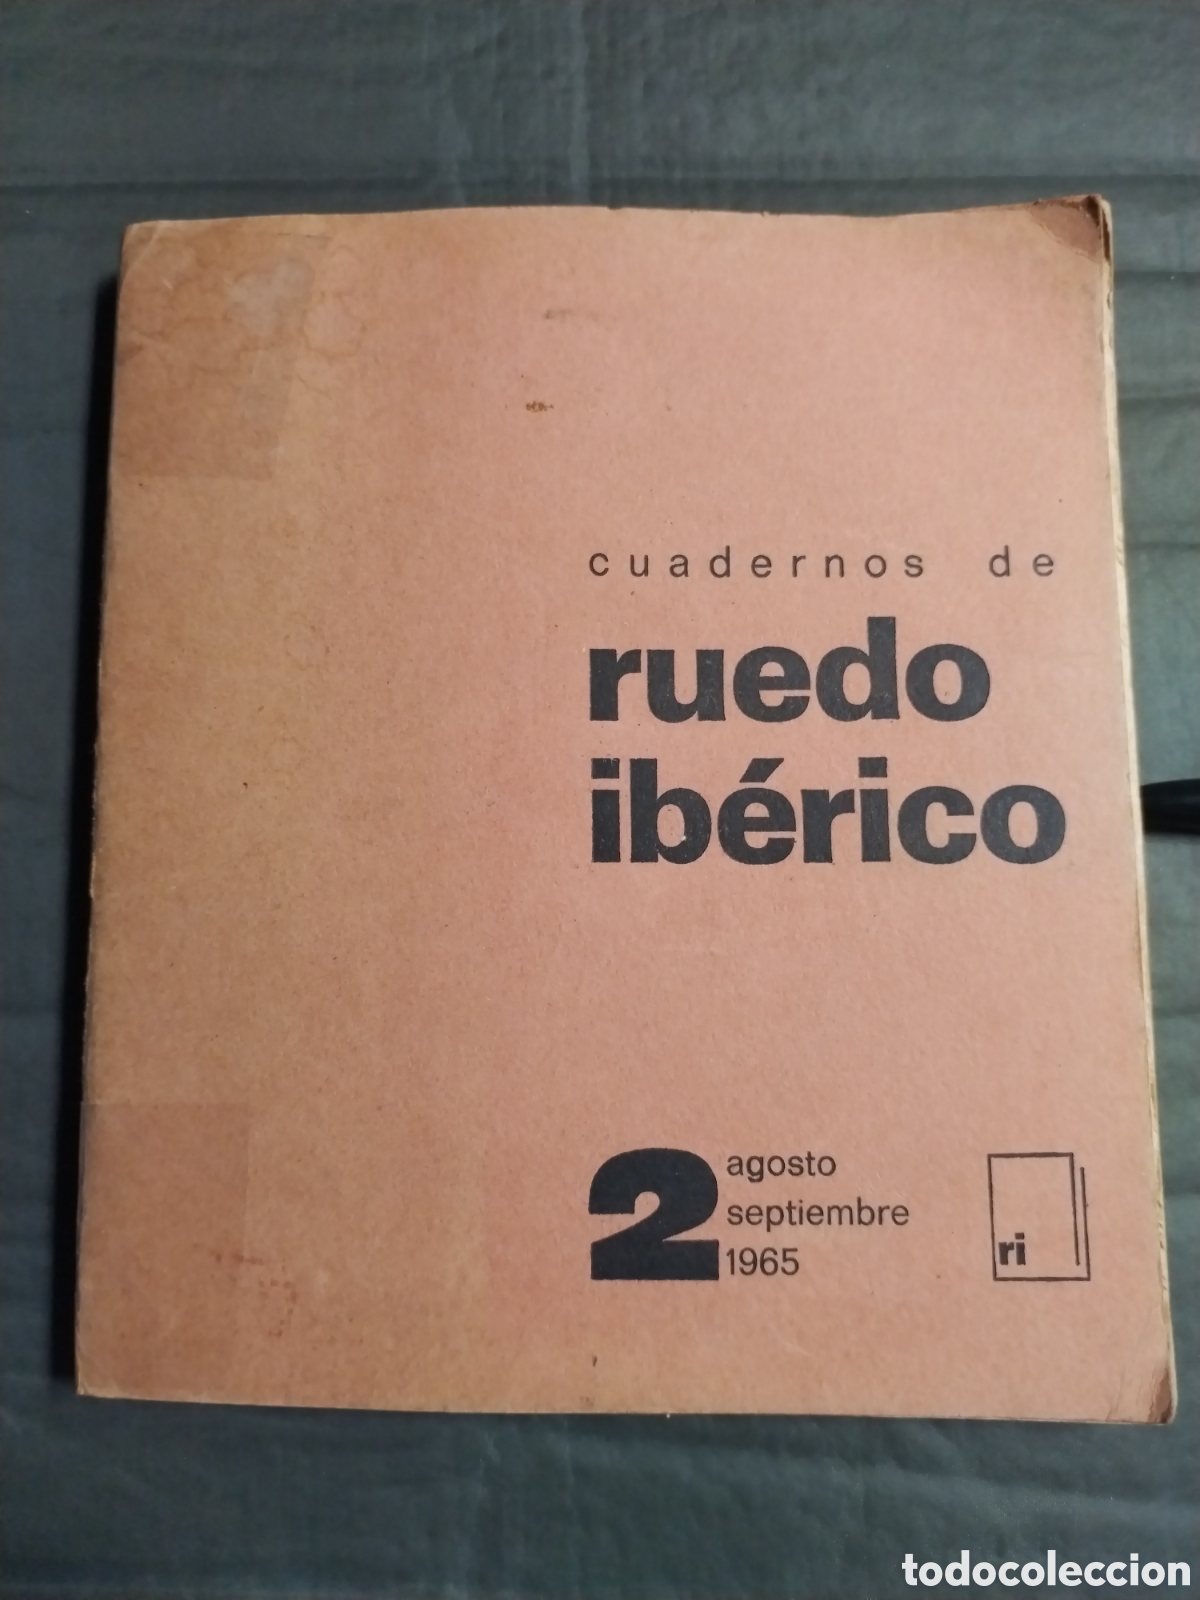 cuadernos de
ruedo
ibérico
2
agosto
septiembre
1965
ri
todocoleccion